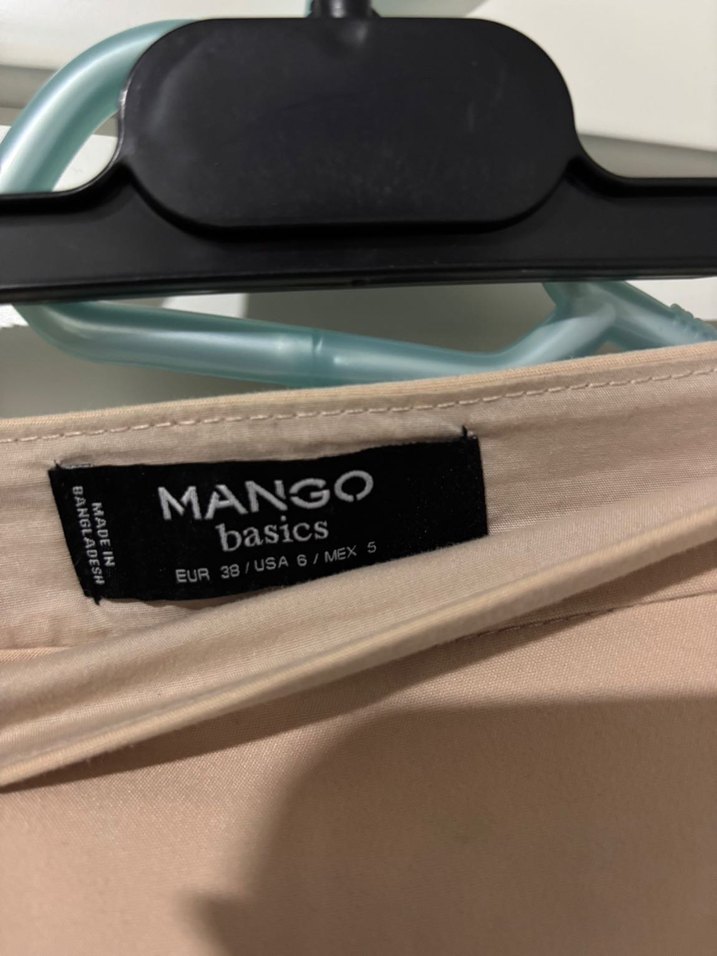 MANGO
basics
EUR 38 / USA 6 / MEX 5
MADE IN
BANGLADESH